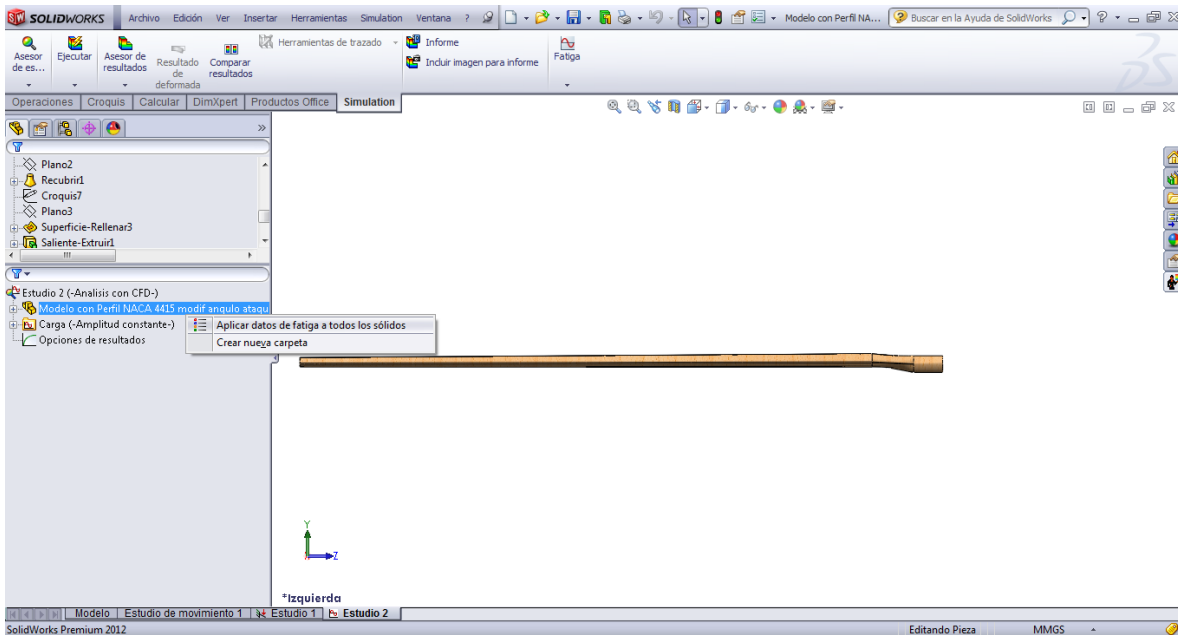 SOLIDWORKS Archivo Edición Ver Insertar Herramientas Simulation Ventana ? Modelo con Perfil NA... Buscar en la Ayuda de SolidWorks ?
Asesor de es...
Ejecutar
Asesor de resultados
Resultado de deformada
Comparar resultados
Herramientas de trazado
Informe
Incluir imagen para informe
Fatiga
Operaciones Croquis Calcular DimXpert Productos Office Simulation
Plano2
Recubrir1
Croquis7
Plano3
Superficie-Rellenar3
Saliente-Extruir1
Estudio 2 (-Analisis con CFD-)
Modelo con Perfil NACA 4415 modif angulo ataqu
Carga (-Amplitud constante-)
Opciones de resultados
Aplicar datos de fatiga a todos los sólidos
Crear nueva carpeta
Y
Z
*Izquierda
Modelo Estudio de movimiento 1 Estudio 1 Estudio 2
SolidWorks Premium 2012 Editando Pieza MMGS